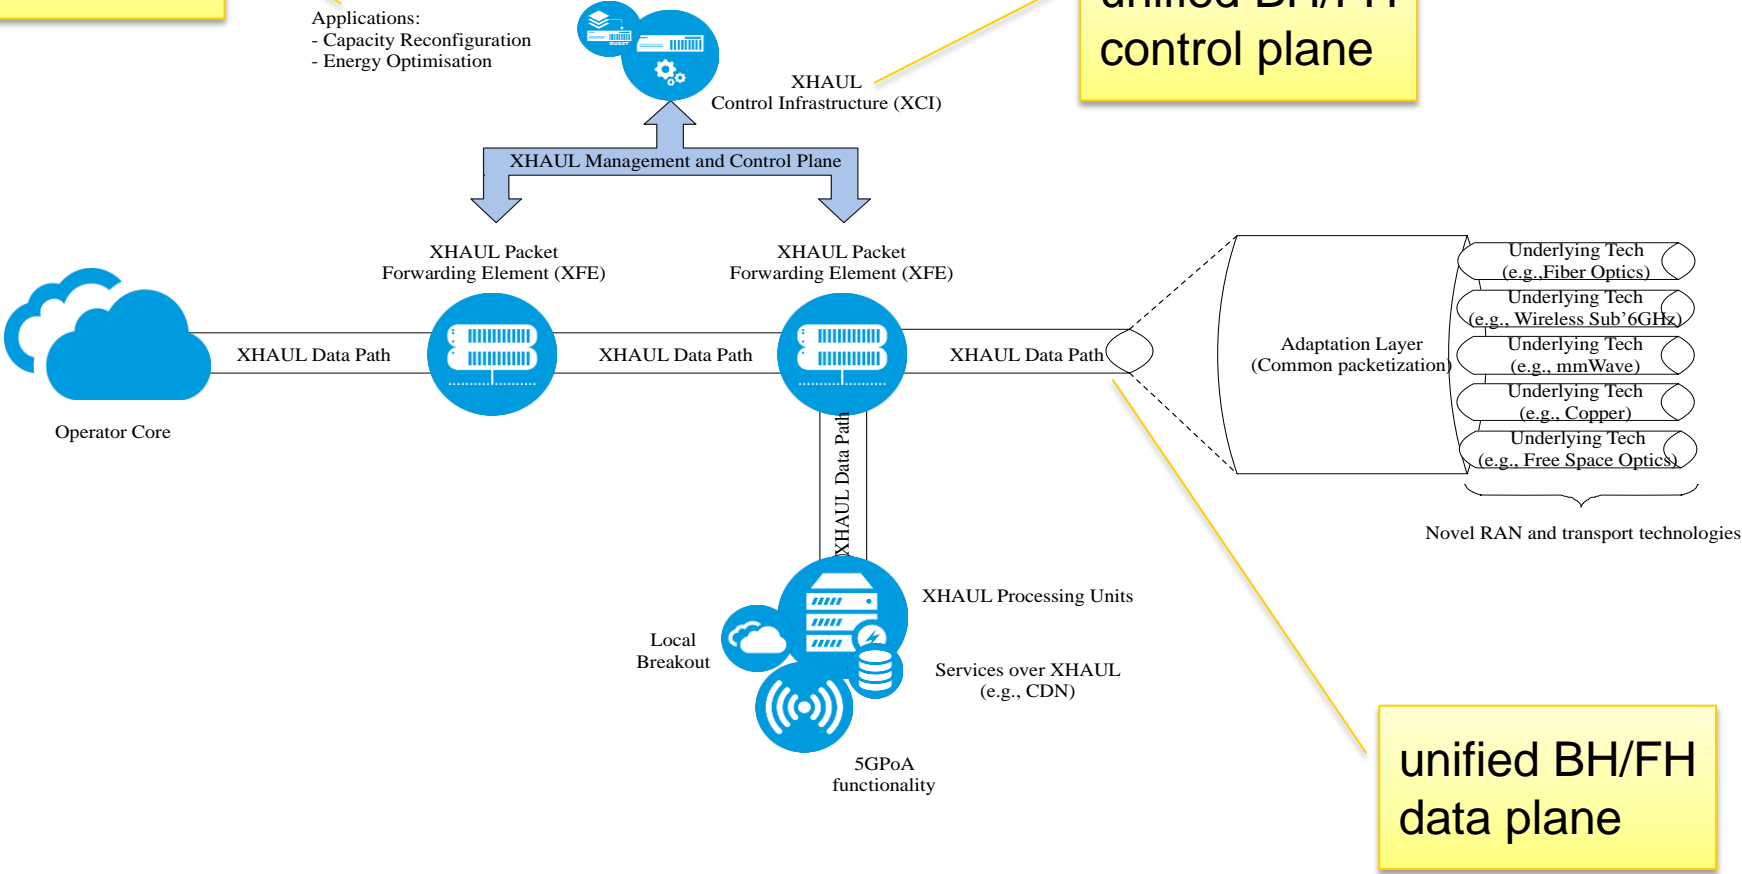 Applications:
- Capacity Reconfiguration
- Energy Optimisation
unified BH/FH
control plane
XHAUL
Control Infrastructure (XCI)
XHAUL Management and Control Plane
XHAUL Packet
Forwarding Element (XFE)
XHAUL Packet
Forwarding Element (XFE)
XHAUL Data Path
XHAUL Data Path
XHAUL Data Path
Operator Core
Adaptation Layer
(Common packetization)
Underlying Tech
(e.g.,Fiber Optics)
Underlying Tech
(e.g., Wireless Sub'6GHz)
Underlying Tech
(e.g., mmWave)
Underlying Tech
(e.g., Copper)
Underlying Tech
(e.g., Free Space Optics)
Novel RAN and transport technologies
XHAUL Data Path
XHAUL Processing Units
Local
Breakout
Services over XHAUL
(e.g., CDN)
5GPoA
functionality
unified BH/FH
data plane